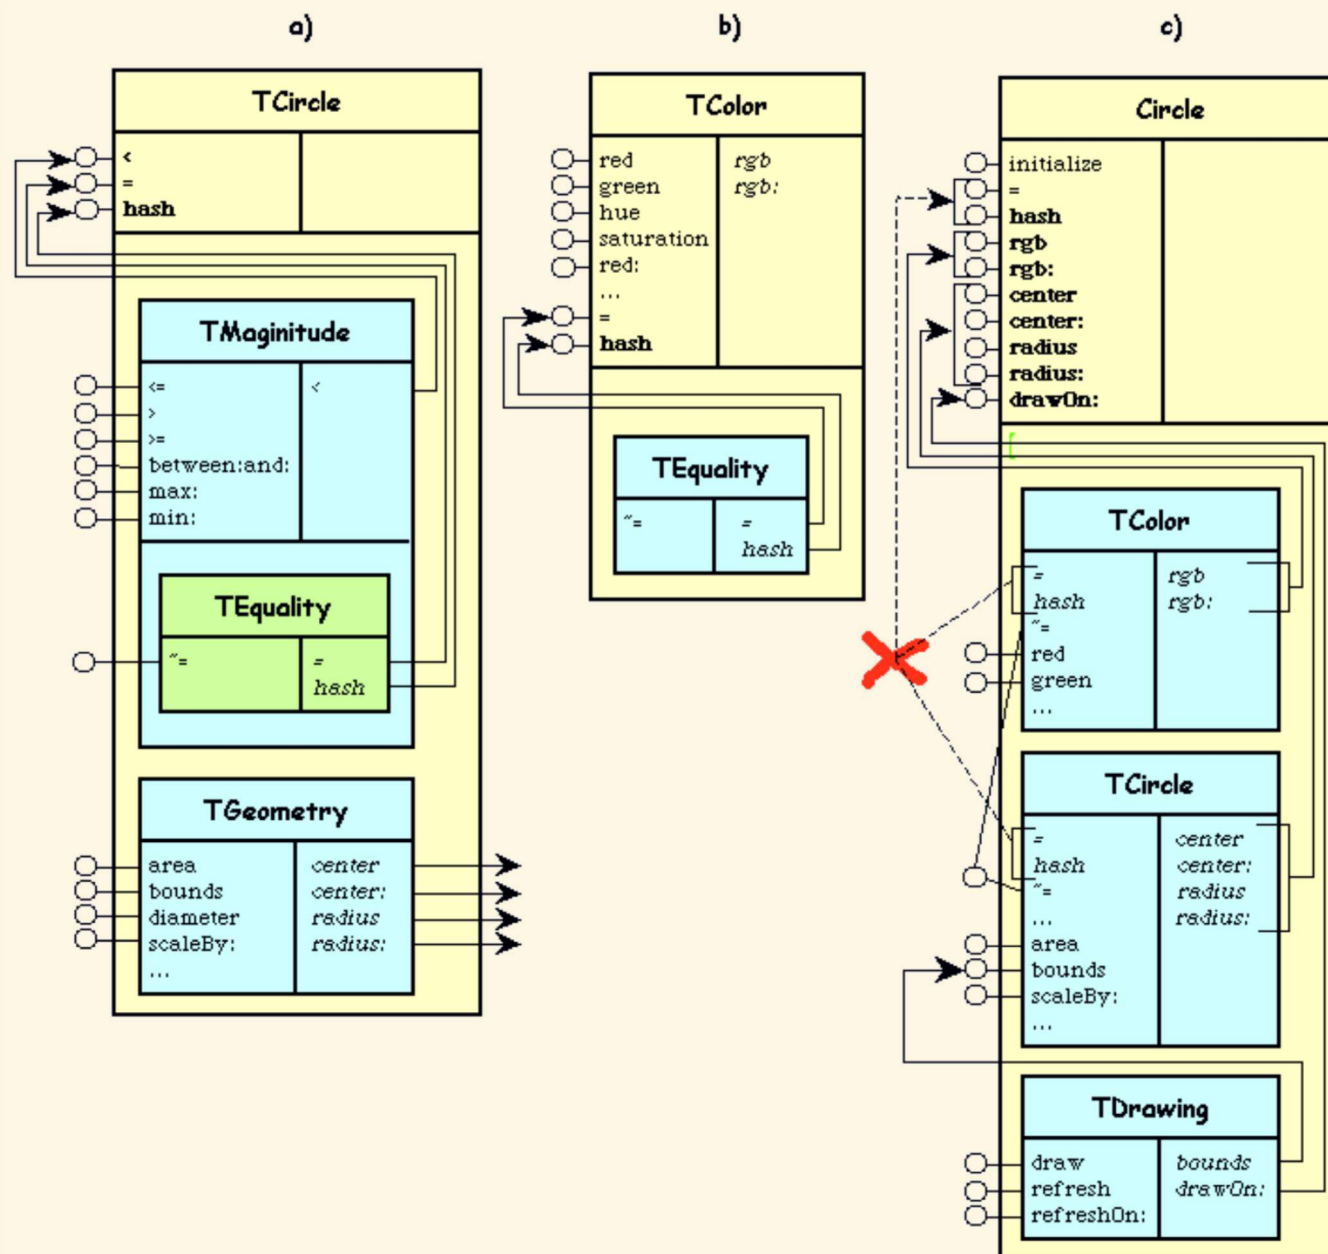 a)
TCircle
<
=
hash
TMaginitude
<= <
>
>=
between:and:
max:
min:
TEquality
~= =
hash
TGeometry
area center
bounds center:
diameter radius
scaleBy: radius:
...
b)
TColor
red rgb
green rgb:
hue
saturation
red:
...
=
hash
TEquality
~= =
hash
c)
Circle
initialize
=
hash
rgb
rgb:
center
center:
radius
radius:
drawOn:
TColor
= rgb
hash rgb:
~=
red
green
...
TCircle
= center
hash center:
~= radius
... radius:
area
bounds
scaleBy:
...
TDrawing
draw bounds
refresh drawOn:
refreshOn: